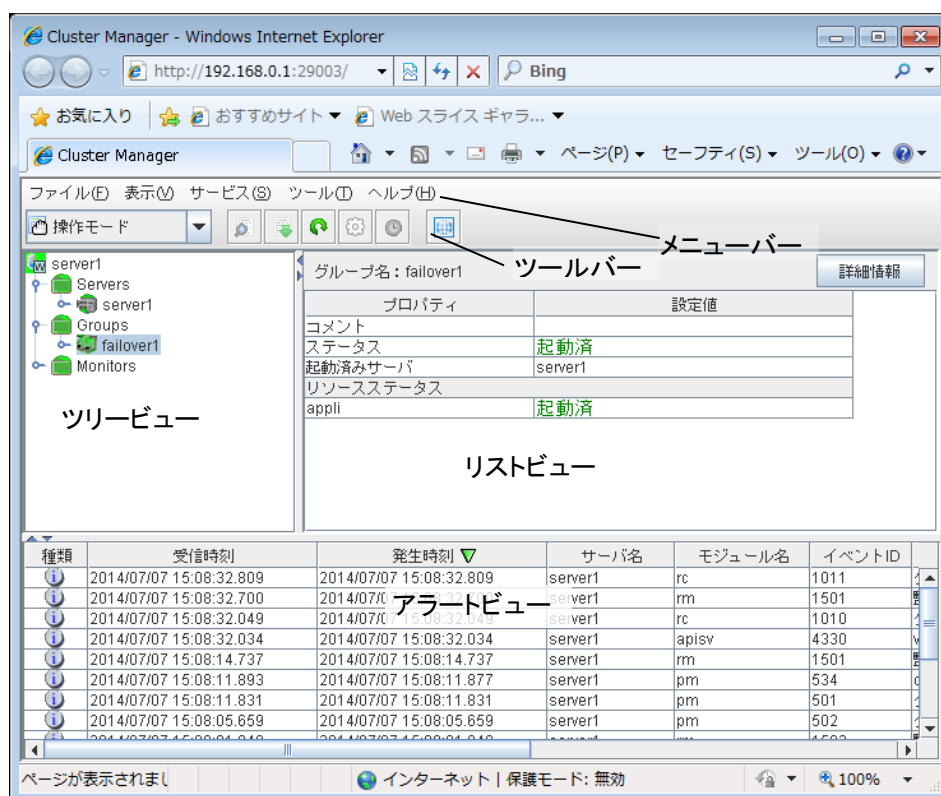 Cluster Manager - Windows Internet Explorer
http://192.168.0.1:29003/
Bing
お気に入り
おすすめサイト ▼
Web スライス ギャラ... ▼
Cluster Manager
ページ(P) ▼ セーフティ(S) ▼ ツール(O) ▼
ファイル(F) 表示(V) サービス(S) ツール(T) ヘルプ(H)
メニューバー
操作モード
ツールバー
server1
Servers
server1
Groups
failover1
Monitors
ツリービュー
グループ名 : failover1
詳細情報
プロパティ 設定値
コメント
ステータス 起動済
起動済みサーバ server1
リソースステータス
appli 起動済
リストビュー
種類 受信時刻 発生時刻 サーバ名 モジュール名 イベントID
2014/07/07 15:08:32.809 2014/07/07 15:08:32.809 server1 rc 1011
2014/07/07 15:08:32.700 2014/07/07 15:08:32.700 server1 rm 1501
アラートビュー
2014/07/07 15:08:32.049 2014/07/07 15:08:32.049 server1 rc 1010
2014/07/07 15:08:32.034 2014/07/07 15:08:32.034 server1 apisv 4330
2014/07/07 15:08:14.737 2014/07/07 15:08:14.737 server1 rm 1501
2014/07/07 15:08:11.893 2014/07/07 15:08:11.877 server1 pm 534
2014/07/07 15:08:11.831 2014/07/07 15:08:11.831 server1 pm 501
2014/07/07 15:08:05.659 2014/07/07 15:08:05.659 server1 pm 502
ページが表示されまし
インターネット | 保護モード: 無効
100%